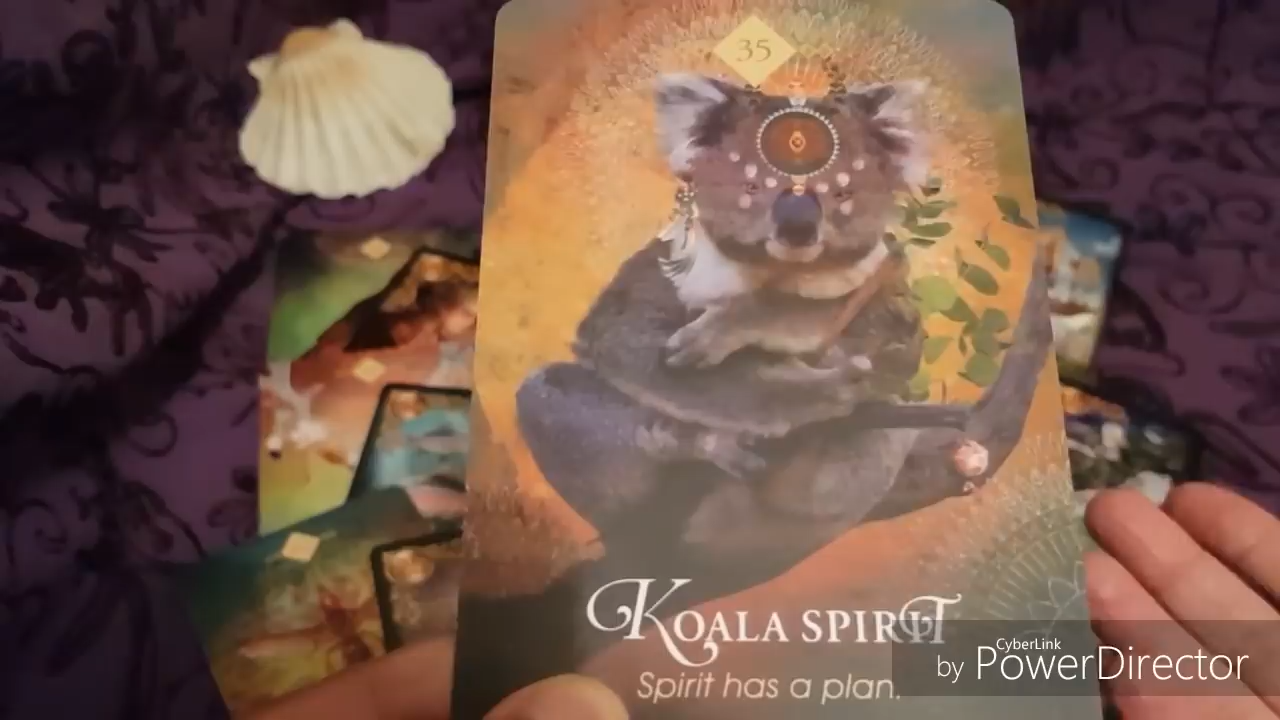 35
KOALA SPIRIT
Spirit has a plan.
CyberLink
by PowerDirector